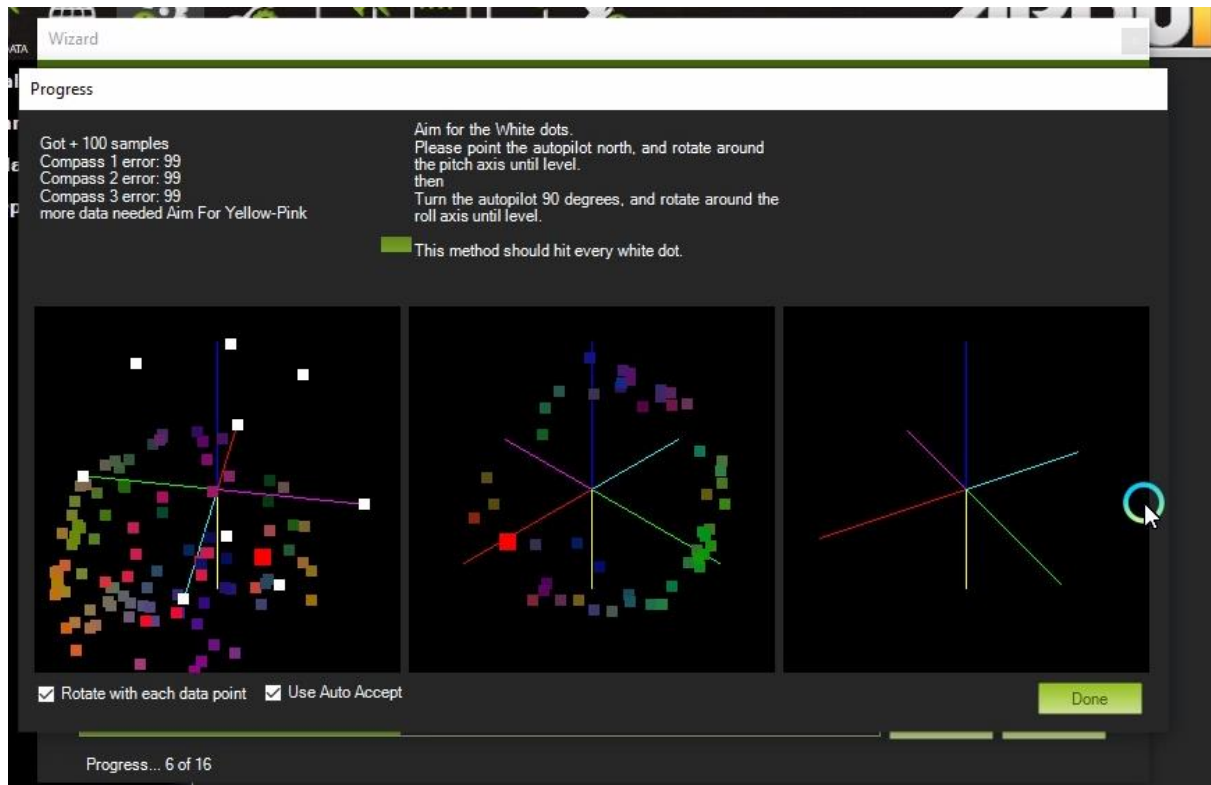 Wizard
Progress
Got + 100 samples
Compass 1 error: 99
Compass 2 error: 99
Compass 3 error: 99
more data needed Aim For Yellow-Pink
Aim for the White dots.
Please point the autopilot north, and rotate around
the pitch axis until level.
then
Turn the autopilot 90 degrees, and rotate around the
roll axis until level.
This method should hit every white dot.
Rotate with each data point
Use Auto Accept
Done
Progress... 6 of 16